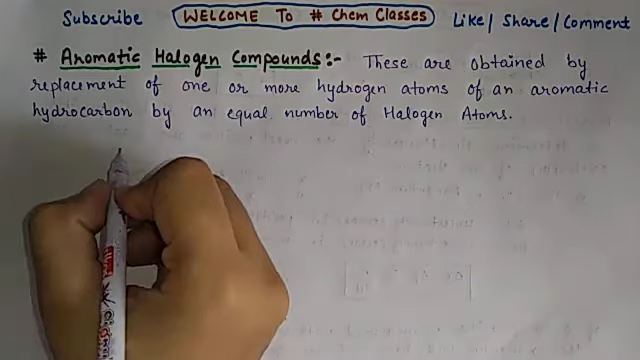 Subscribe WELCOME To # Chem Classes Like/ Share/Comment
# Aromatic Halogen Compounds:- These are obtained by
replacement of one or more hydrogen atoms of an aromatic
hydrocarbon by an equal number of Halogen Atoms.